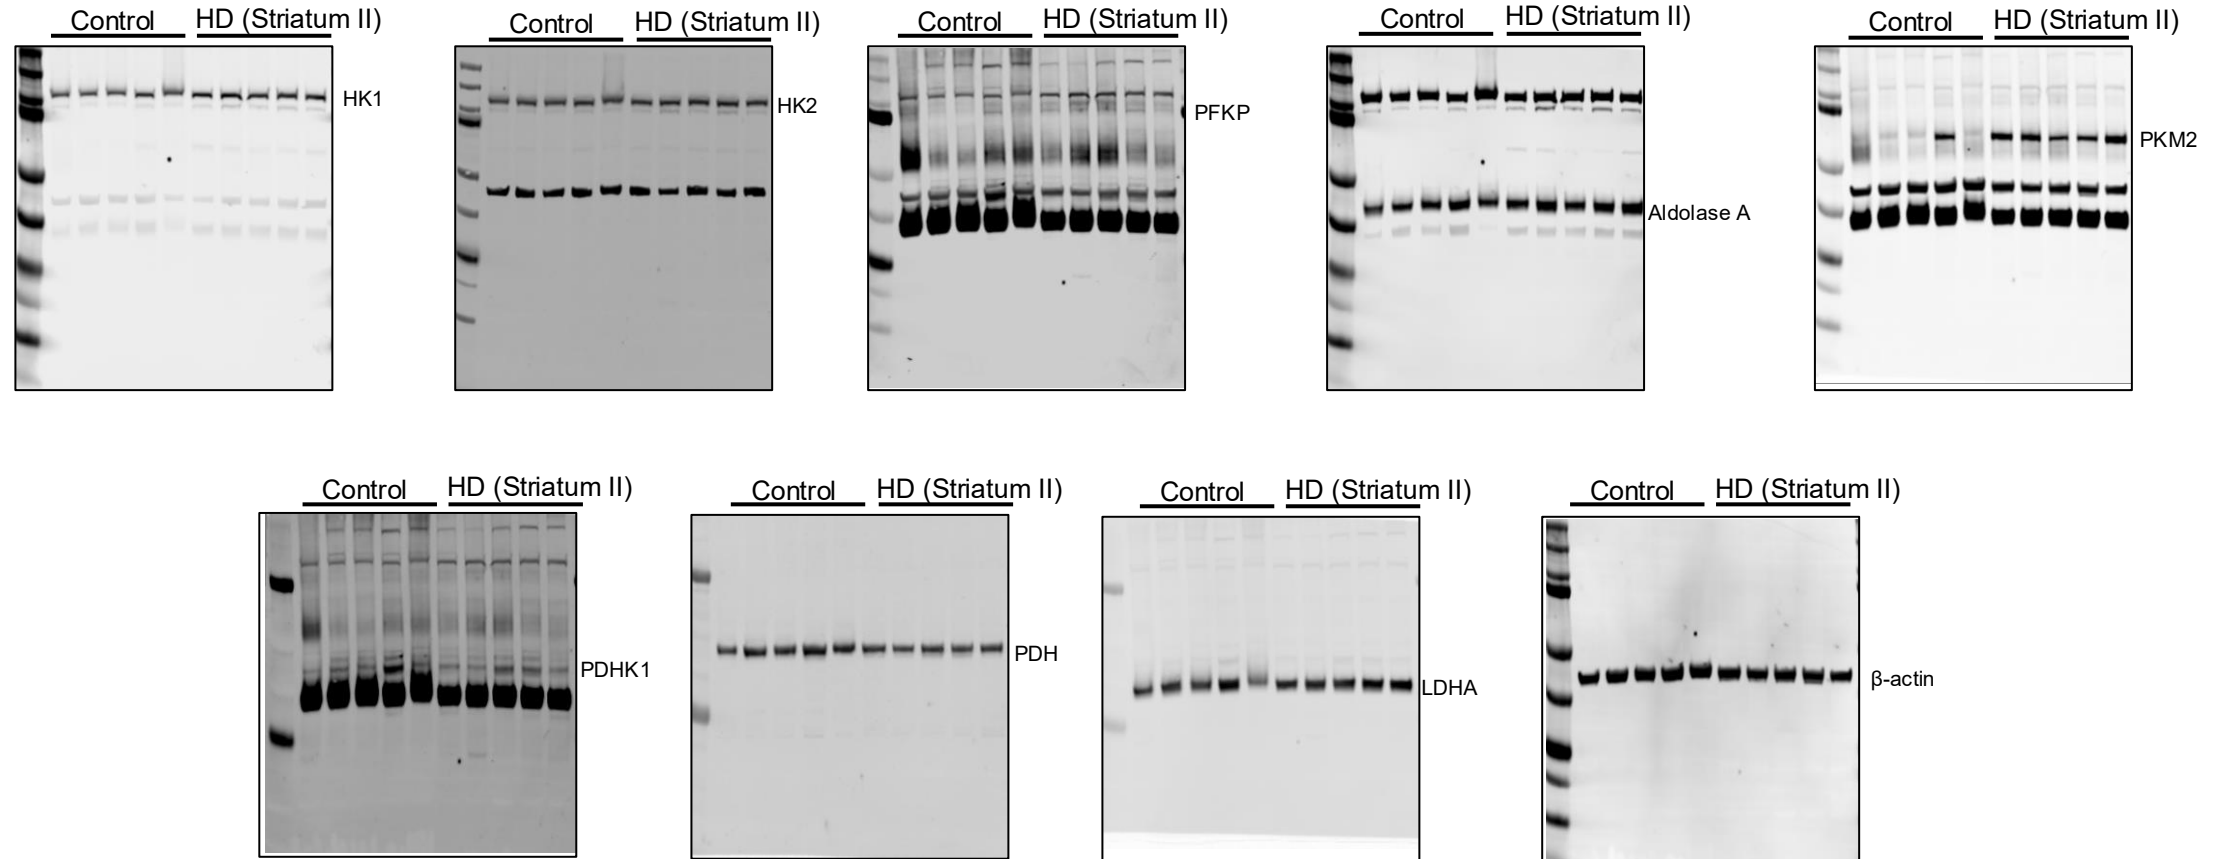 Control HD (Striatum II)
HK1
Control HD (Striatum II)
HK2
Control HD (Striatum II)
PFKP
Control HD (Striatum II)
Aldolase A
Control HD (Striatum II)
PKM2
Control HD (Striatum II)
PDHK1
Control HD (Striatum II)
PDH
Control HD (Striatum II)
LDHA
Control HD (Striatum II)
β-actin